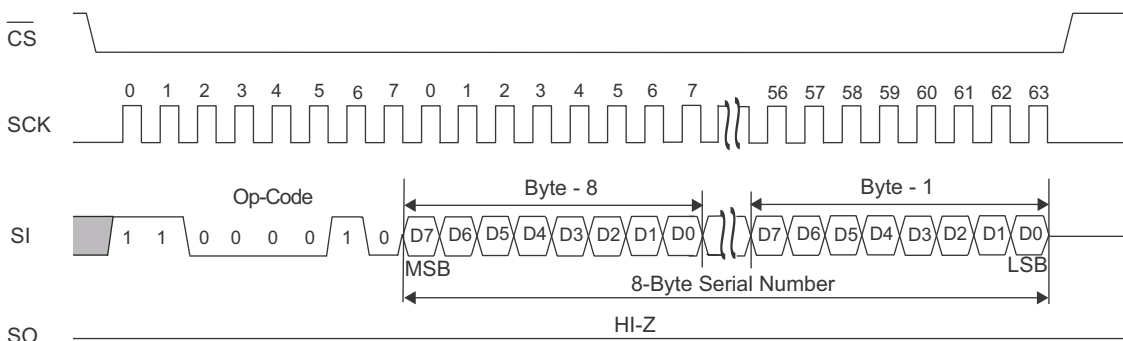 CS
0 1 2 3 4 5 6 7 0 1 2 3 4 5 6 7 56 57 58 59 60 61 62 63
SCK
Op-Code Byte - 8 Byte - 1
SI 1 1 0 0 0 0 1 0 D7 D6 D5 D4 D3 D2 D1 D0 D7 D6 D5 D4 D3 D2 D1 D0
MSB LSB
8-Byte Serial Number
HI-Z
SO